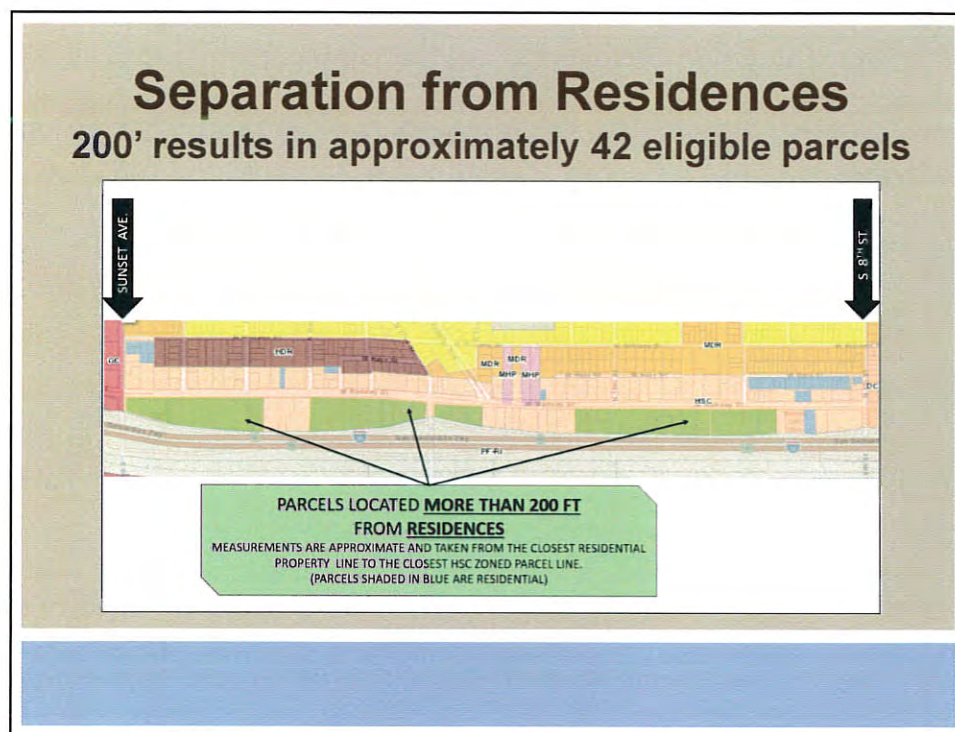 Separation from Residences
200' results in approximately 42 eligible parcels
SUNSET AVE.
S 8TH ST.
GC
HDR
MDR
MDR
MDR
MHP
MHP
DC
HSC
PF-RI
PARCELS LOCATED MORE THAN 200 FT
FROM RESIDENCES
MEASUREMENTS ARE APPROXIMATE AND TAKEN FROM THE CLOSEST RESIDENTIAL
PROPERTY LINE TO THE CLOSEST HSC ZONED PARCEL LINE.
(PARCELS SHADED IN BLUE ARE RESIDENTIAL)